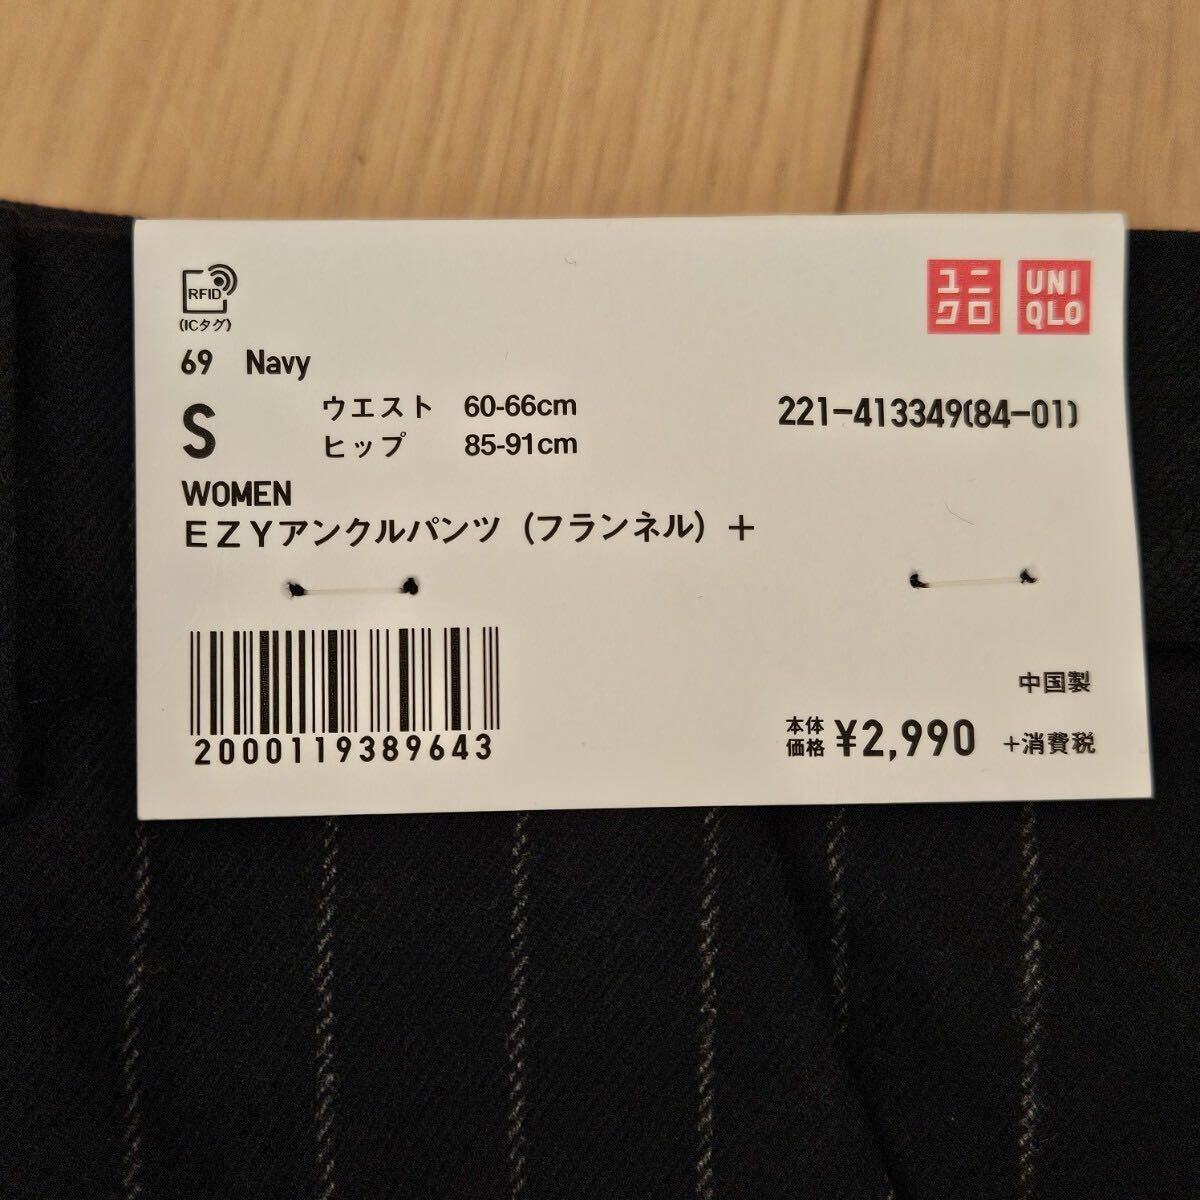 RFID
(ICタグ)
ユニ
クロ
UNI
QLO
69 Navy
S
ウエスト 60-66cm
ヒップ 85-91cm
221-413349(84-01)
WOMEN
ＥＺＹアンクルパンツ（フランネル）＋
2000119389643
中国製
本体
価格
¥2,990 +消費税